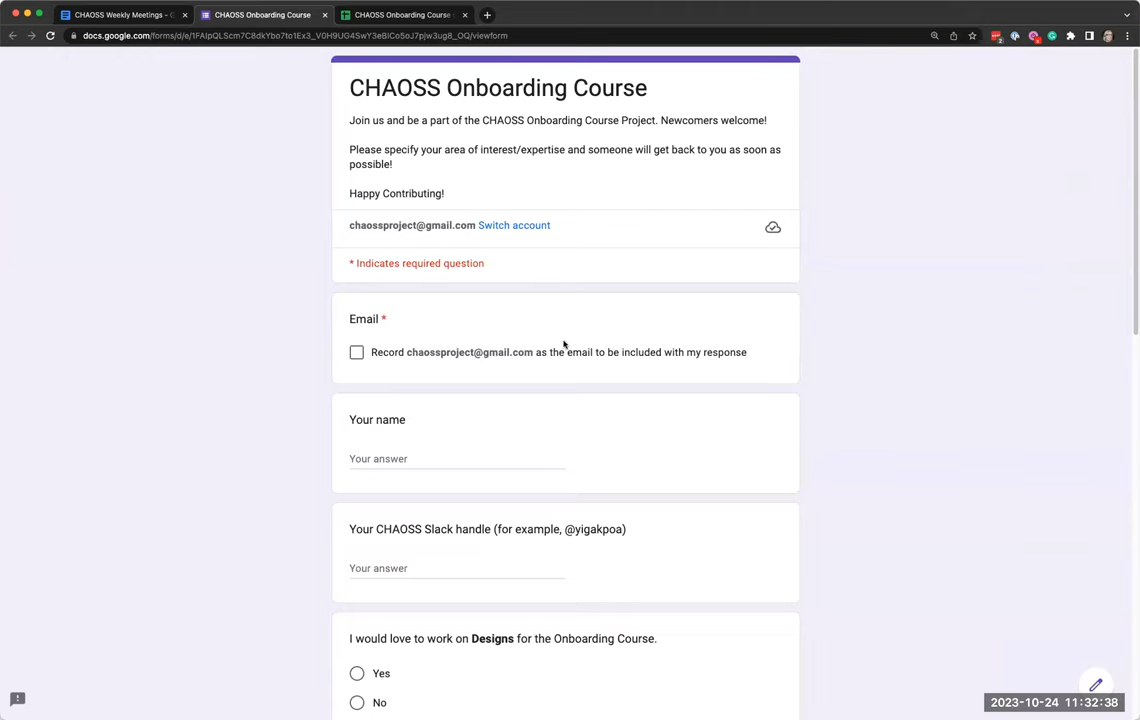 CHAOSS Weekly Meetings - G
CHAOSS Onboarding Course
CHAOSS Onboarding Course
docs.google.com/forms/d/e/1FAIpQLScm7C8dkYbo7to1Ex3_V0H9UG4SwY3eBlCo5oJ7pjw3ug8_OQ/viewform
CHAOSS Onboarding Course
Join us and be a part of the CHAOSS Onboarding Course Project. Newcomers welcome!
Please specify your area of interest/expertise and someone will get back to you as soon as
possible!
Happy Contributing!
chaossproject@gmail.com Switch account
* Indicates required question
Email *
Record chaossproject@gmail.com as the email to be included with my response
Your name
Your answer
Your CHAOSS Slack handle (for example, @yigakpoa)
Your answer
I would love to work on Designs for the Onboarding Course.
Yes
No
2023-10-24 11:32:38